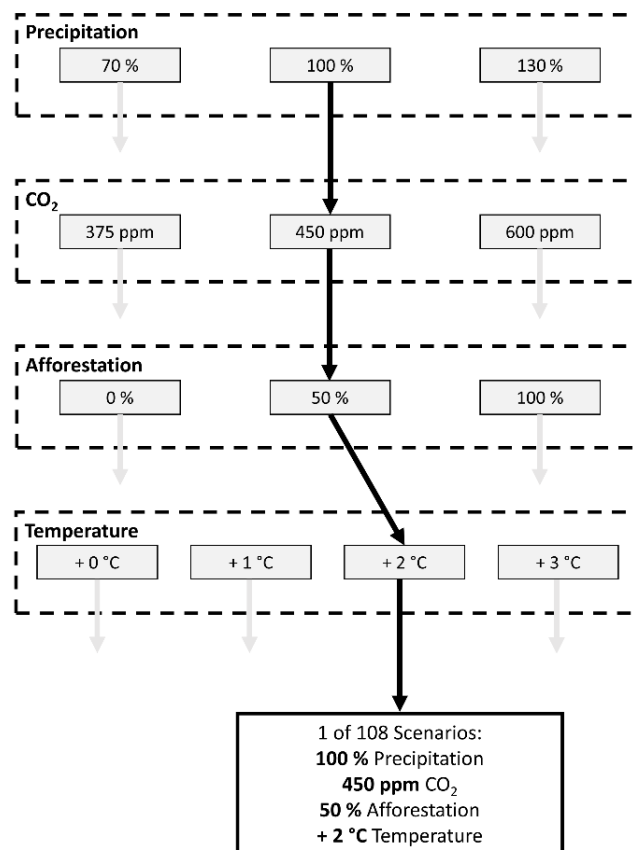 Precipitation
70 %
100 %
130 %
CO₂
375 ppm
450 ppm
600 ppm
Afforestation
0 %
50 %
100 %
Temperature
+ 0 °C
+ 1 °C
+ 2 °C
+ 3 °C
1 of 108 Scenarios:
100 % Precipitation
450 ppm CO₂
50 % Afforestation
+ 2 °C Temperature